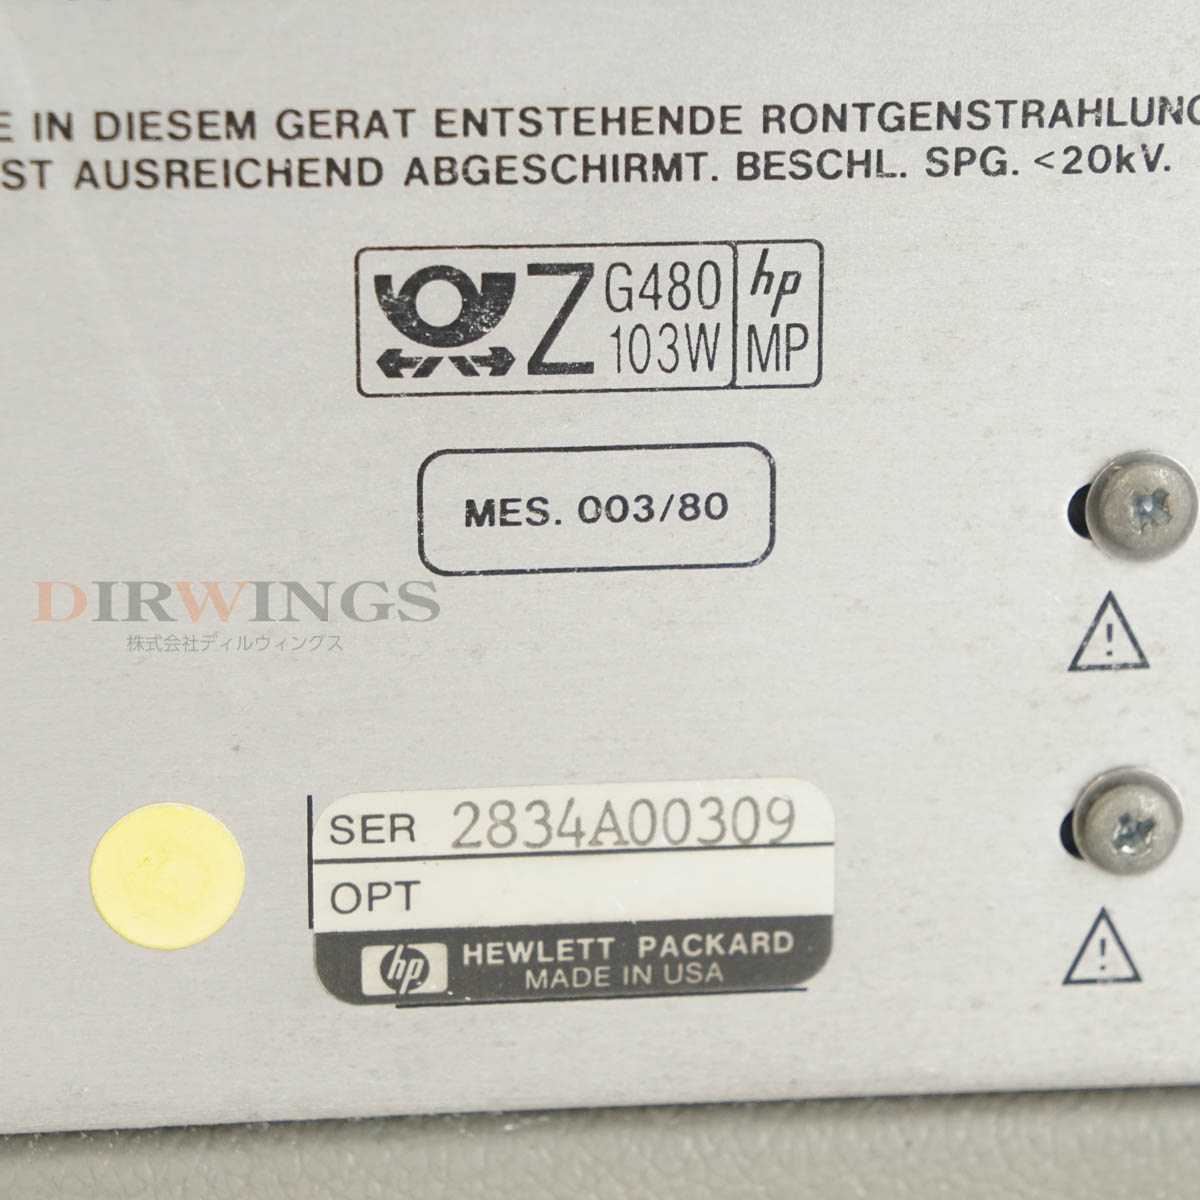 E IN DIESEM GERAT ENTSTEHENDE RONTGENSTRAHLUNG
ST AUSREICHEND ABGESCHIRMT. BESCHL. SPG. <20kV.
Z G480 hp
103W MP
MES. 003/80
DIRWINGS
株式会社ディルウィングス
SER 2834A00309
OPT
hp HEWLETT PACKARD
MADE IN USA